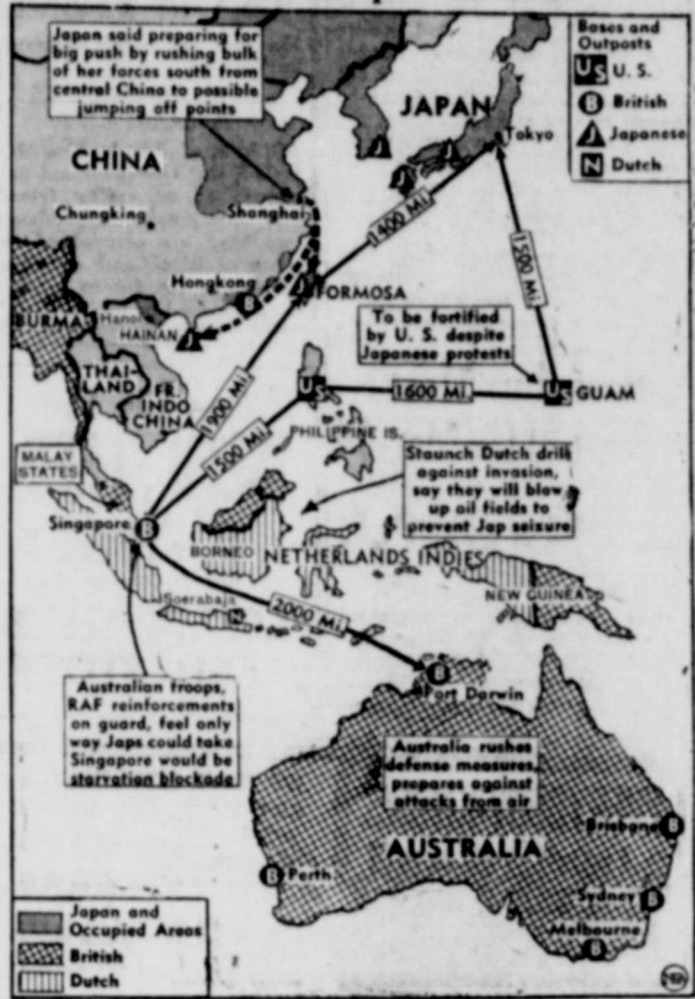 Japan said preparing for
big push by rushing bulk
of her forces south from
central China to possible
jumping off points
Bases and
Outposts
US U. S.
B British
J Japanese
N Dutch
JAPAN
Tokyo
CHINA
Chungking
Shanghai
1400 Mi.
1500 Mi.
Hongkong
B
J
FORMOSA
BURMA
Hanoi
HAINAN
J
To be fortified
by U. S. despite
Japanese protests
THAI-
LAND
FR.
INDO
CHINA
1900 Mi.
1500 Mi.
US
1600 Mi.
US GUAM
PHILIPPINE IS.
MALAY
STATES
Staunch Dutch drill
against invasion,
say they will blow
up oil fields to
prevent Jap seizure
Singapore B
BORNEO
NETHERLANDS INDIES
NEW GUINEA
Soerabaja
N
2000 Mi.
B
Port Darwin
Australian troops,
RAF reinforcements
on guard, feel only
way Japs could take
Singapore would be
starvation blockade
Australia rushes
defense measures,
prepares against
attacks from air
AUSTRALIA
Brisbane B
B Perth
Sydney B
Melbourne
B
Japan and
Occupied Areas
British
Dutch